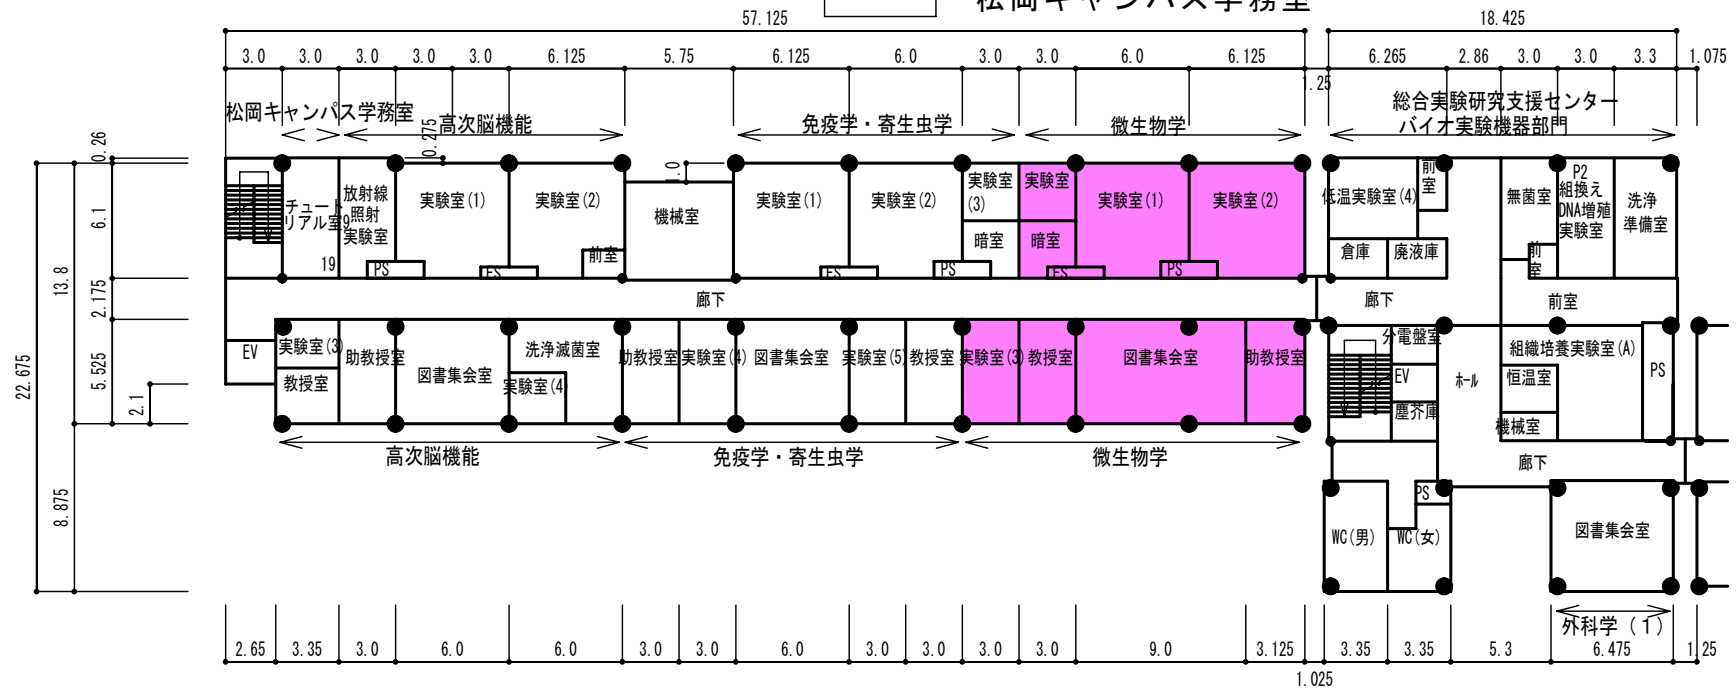 松岡キャンパス学務室
57.125
18.425
3.0 3.0 3.0 3.0 3.0 6.125 5.75 6.125 6.0 3.0 3.0 6.0 6.125 6.265 2.86 3.0 3.0 3.3 1.075
1.25
松岡キャンパス学務室
高次脳機能
免疫学・寄生虫学
微生物学
総合実験研究支援センター
バイオ実験機器部門
0.26
0.275
1.0
22.675
13.8
6.1
2.175
5.525
2.1
8.875
チュート
リアル室9
19
放射線
照射
実験室
PS
実験室(1)
ES
実験室(2)
前室
機械室
実験室(1)
ES
実験室(2)
PS
実験室
(3)
暗室
実験室
暗室
ES
実験室(1)
PS
実験室(2)
低温実験室(4)
前
室
倉庫
廃液庫
無菌室
前
室
P2
組換え
DNA増殖
実験室
洗浄
準備室
廊下
廊下
前室
EV
実験室(3)
教授室
助教授室
図書集会室
洗浄滅菌室
実験室(4)
助教授室
実験室(4)
図書集会室
実験室(5)
教授室
実験室(3)
教授室
図書集会室
助教授室
分電盤室
EV
塵芥庫
ホール
組織培養実験室(A)
恒温室
機械室
PS
高次脳機能
免疫学・寄生虫学
微生物学
廊下
WC(男)
PS
WC(女)
図書集会室
外科学（１）
2.65 3.35 3.0 6.0 6.0 3.0 3.0 6.0 3.0 3.0 3.0 3.0 9.0 3.125 3.35 3.35 5.3 6.475 1.25
1.025